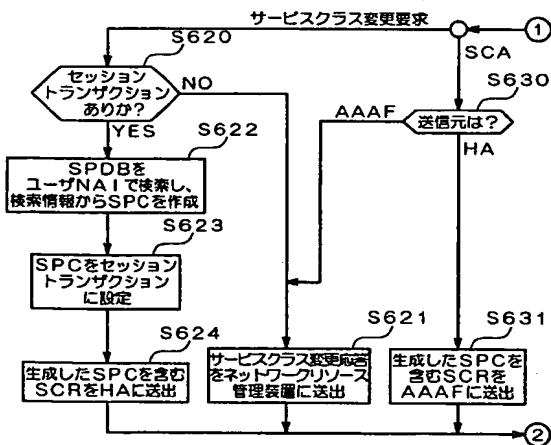 サービスクラス変更要求
1
SCA
S620
セッション
トランザクション
ありか?
NO
YES
S630
送信元は?
AAAF
HA
S622
SPDBを
ユーザNAIで検索し、
検索情報からSPCを作成
S623
SPCをセッション
トランザクション
に設定
S624
生成したSPCを含む
SCRをHAに送出
S621
サービスクラス変更応答
をネットワークリソース
管理装置に送出
S631
生成したSPCを
含むSCRを
AAAFに送出
2